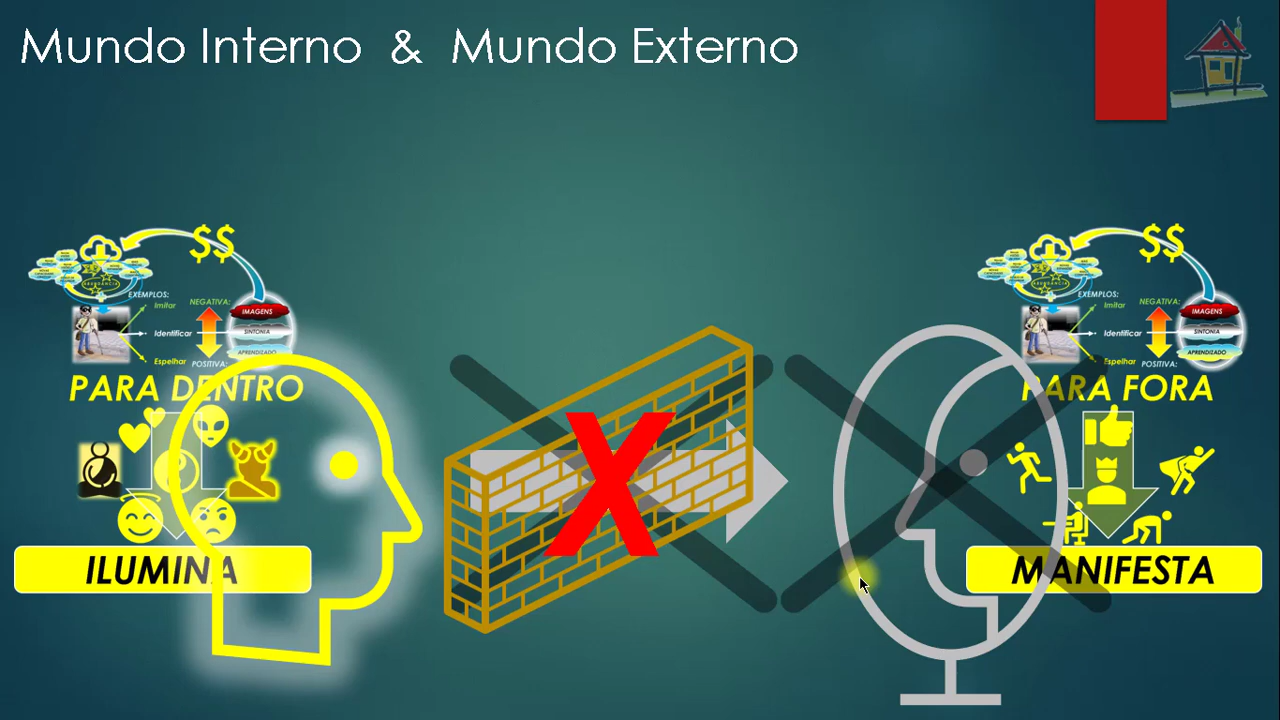 Mundo Interno & Mundo Externo
$$
EXEMPLOS:
Imitar
NEGATIVA:
IMAGENS
Identificar
SINTONIA
Espelhar
POSITIVA:
APRENDIZADO
PARA DENTRO
ILUMINA
X
$$
EXEMPLOS:
Imitar
NEGATIVA:
IMAGENS
Identificar
SINTONIA
Espelhar
POSITIVA:
APRENDIZADO
PARA FORA
MANIFESTA